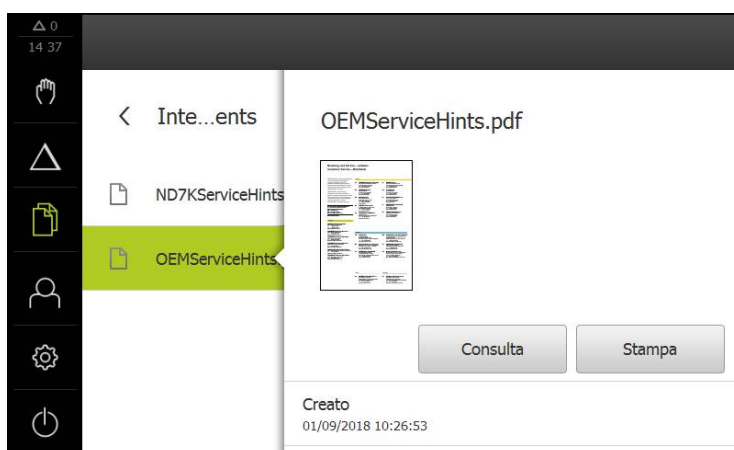 △ 0
14 37
Inte...ents
ND7KServiceHints
OEMServiceHints
OEMServiceHints.pdf
Consulta
Stampa
Creato
01/09/2018 10:26:53